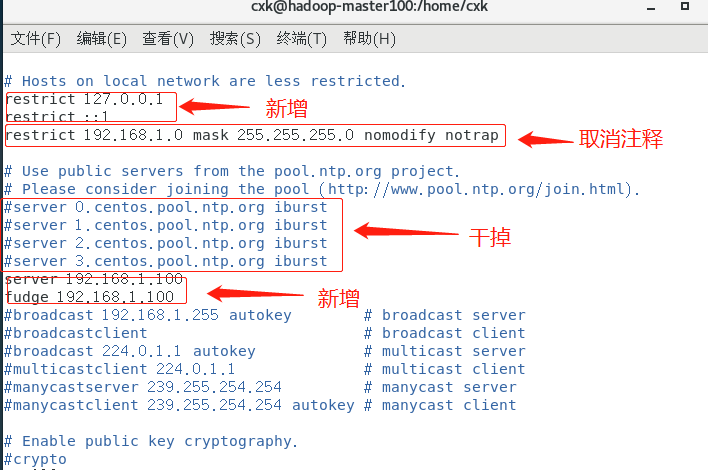 cxk@hadoop-master100:/home/cxk
文件(F) 编辑(E) 查看(V) 搜索(S) 终端(T) 帮助(H)
# Hosts on local network are less restricted.
restrict 127.0.0.1
新增
restrict ::1
restrict 192.168.1.0 mask 255.255.255.0 nomodify notrap
取消注释
# Use public servers from the pool.ntp.org project.
# Please consider joining the pool (http://www.pool.ntp.org/join.html).
#server 0.centos.pool.ntp.org iburst
#server 1.centos.pool.ntp.org iburst
#server 2.centos.pool.ntp.org iburst
干掉
#server 3.centos.pool.ntp.org iburst
server 192.168.1.100
fudge 192.168.1.100
新增
#broadcast 192.168.1.255 autokey # broadcast server
#broadcastclient # broadcast client
#broadcast 224.0.1.1 autokey # multicast server
#multicastclient 224.0.1.1 # multicast client
#manycastserver 239.255.254.254 # manycast server
#manycastclient 239.255.254.254 autokey # manycast client
# Enable public key cryptography.
#crypto